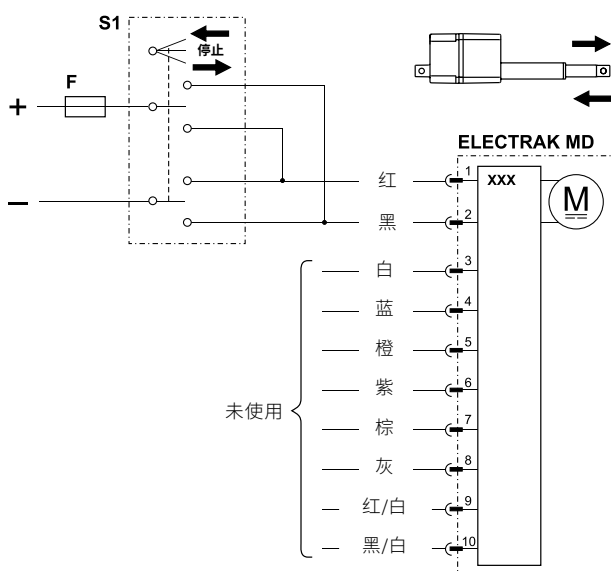 S1
停止
F
+
−
ELECTRAK MD
红 1 XXX
M
黑 2
白 3
蓝 4
橙 5
紫 6
未使用
棕 7
灰 8
红/白 9
黑/白 10